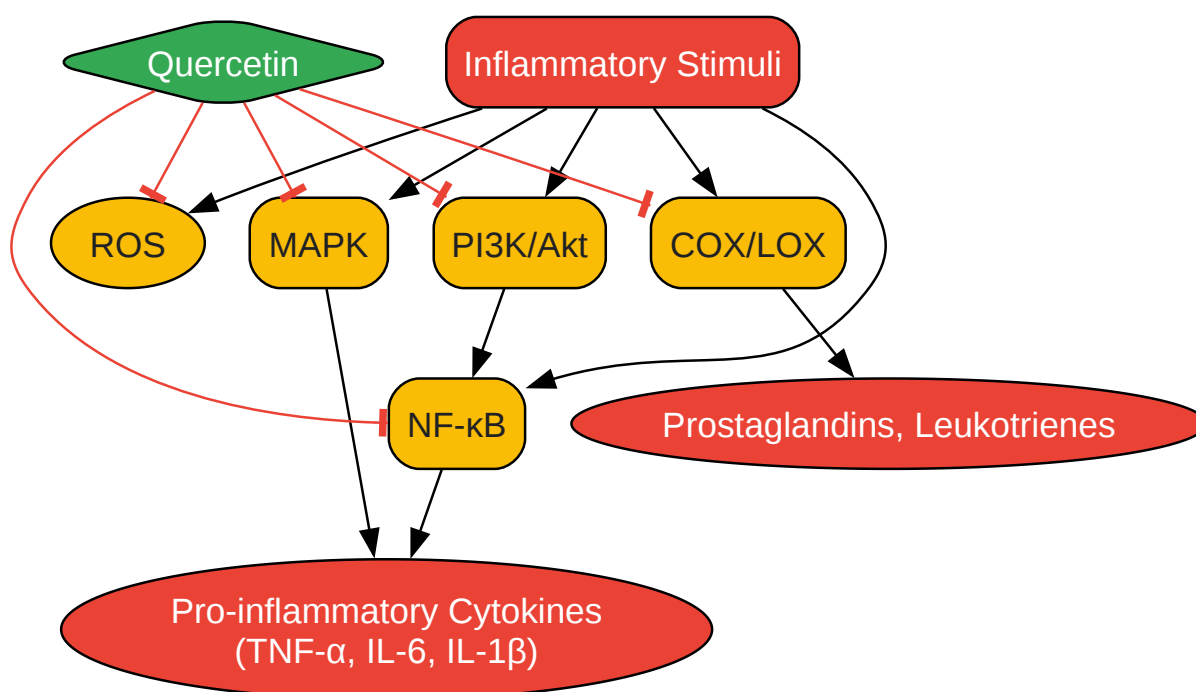 Quercetin
Inflammatory Stimuli
ROS
MAPK
PI3K/Akt
COX/LOX
NF-κB
Prostaglandins, Leukotrienes
Pro-inflammatory Cytokines
(TNF-α, IL-6, IL-1β)